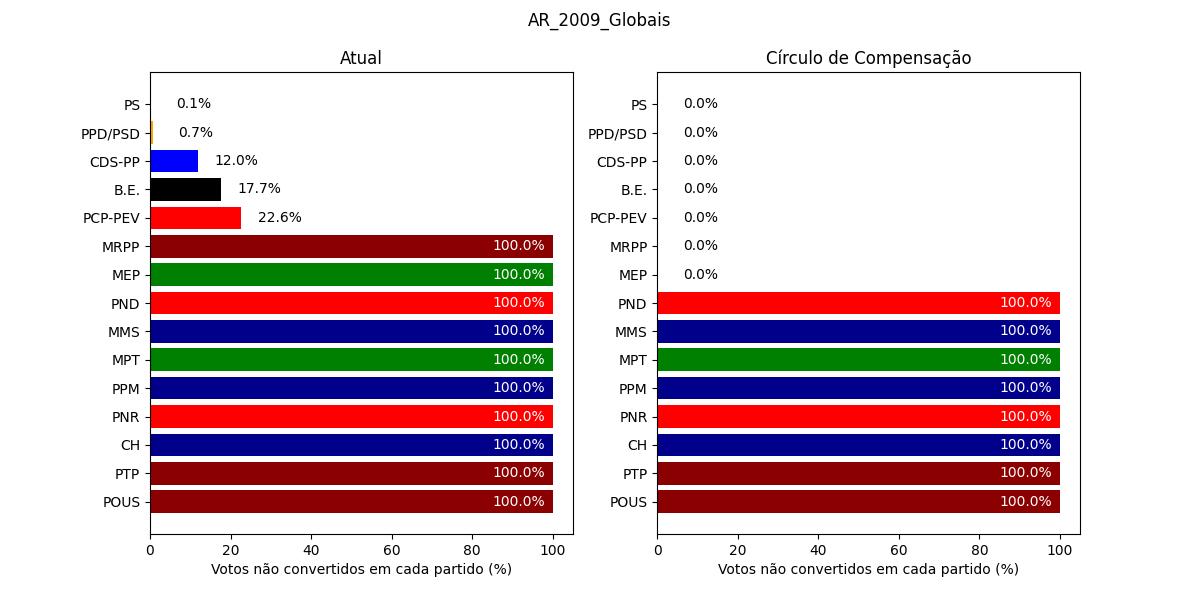 AR_2009_Globais
Atual
PS 0.1%
PPD/PSD 0.7%
CDS-PP 12.0%
B.E. 17.7%
PCP-PEV 22.6%
MRPP 100.0%
MEP 100.0%
PND 100.0%
MMS 100.0%
MPT 100.0%
PPM 100.0%
PNR 100.0%
CH 100.0%
PTP 100.0%
POUS 100.0%
0 20 40 60 80 100
Votos não convertidos em cada partido (%)
Círculo de Compensação
PS 0.0%
PPD/PSD 0.0%
CDS-PP 0.0%
B.E. 0.0%
PCP-PEV 0.0%
MRPP 0.0%
MEP 0.0%
PND 100.0%
MMS 100.0%
MPT 100.0%
PPM 100.0%
PNR 100.0%
CH 100.0%
PTP 100.0%
POUS 100.0%
0 20 40 60 80 100
Votos não convertidos em cada partido (%)